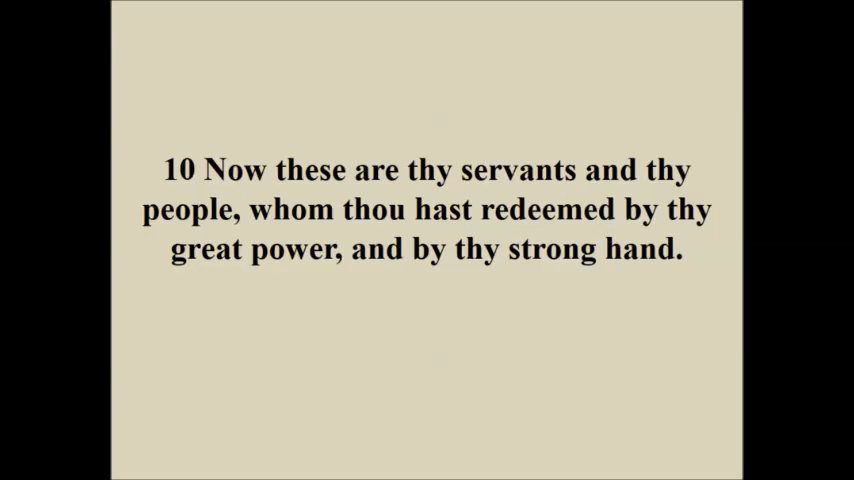 10 Now these are thy servants and thy
people, whom thou hast redeemed by thy
great power, and by thy strong hand.